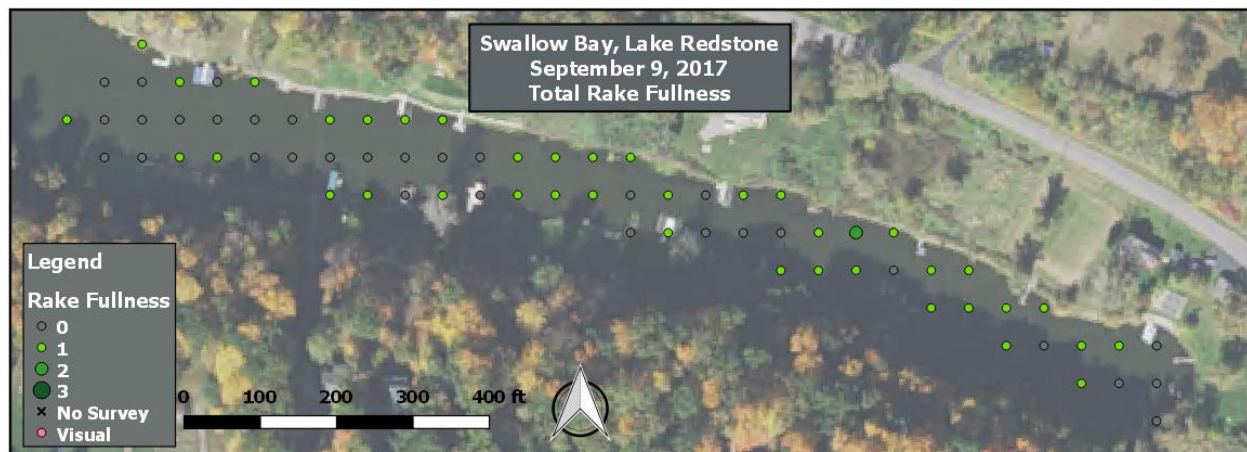 Swallow Bay, Lake Redstone
September 9, 2017
Total Rake Fullness
Legend
Rake Fullness
0
1
2
3
No Survey
Visual
0 100 200 300 400 ft